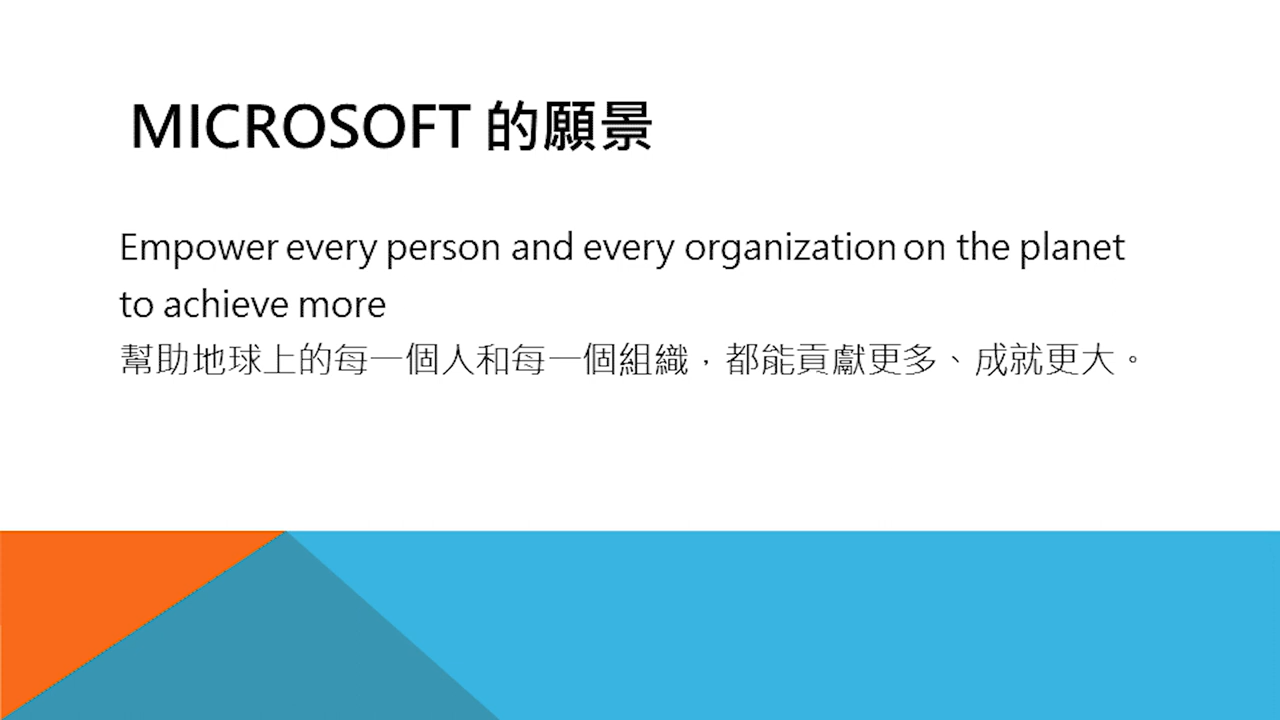 MICROSOFT 的願景
Empower every person and every organization on the planet
to achieve more
幫助地球上的每一個人和每一個組織，都能貢獻更多、成就更大。